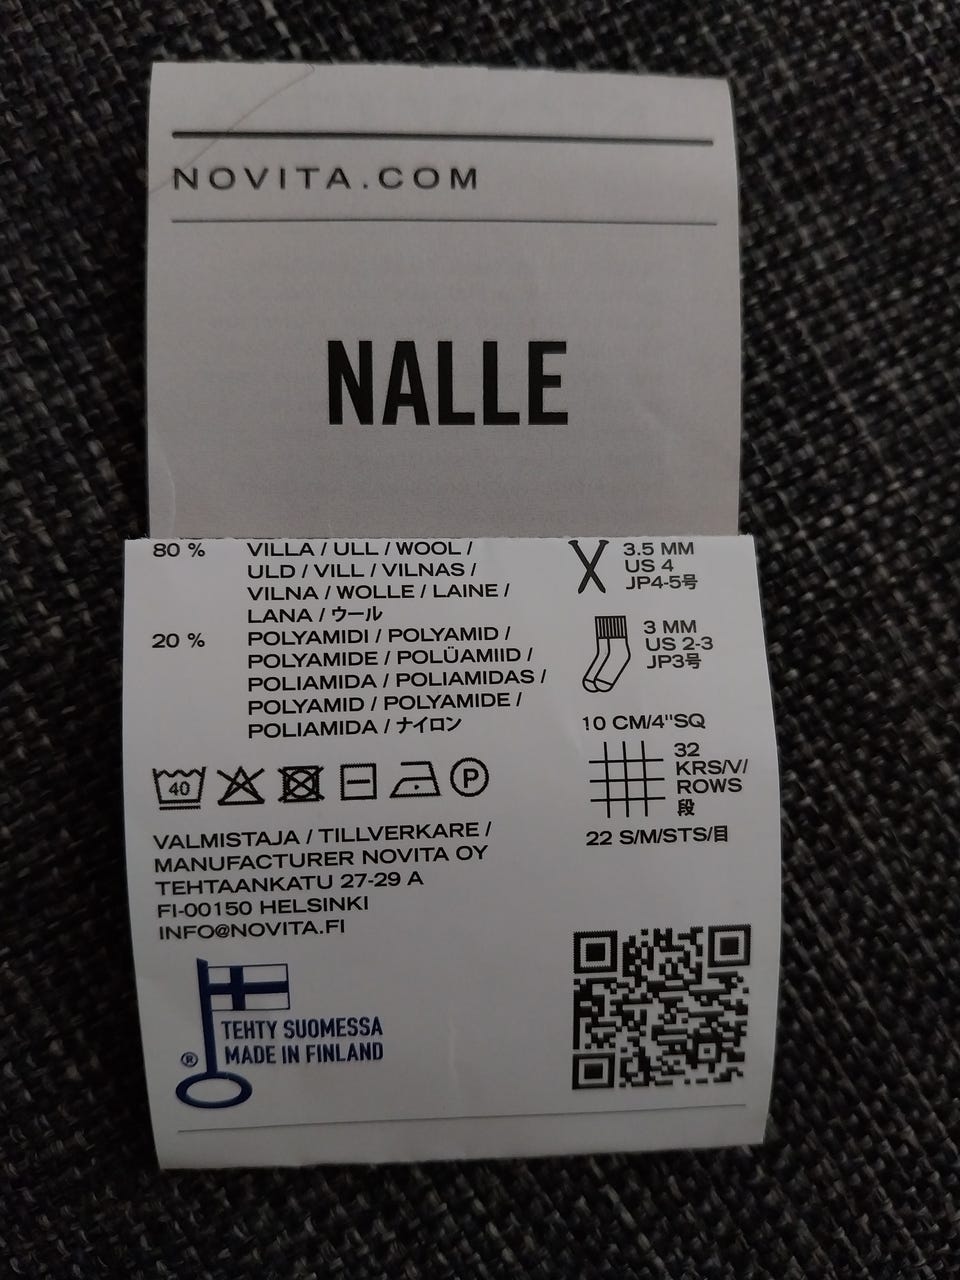 NOVITA.COM
NALLE
80 % VILLA / ULL / WOOL /
ULD / VILL / VILNAS /
VILNA / WOLLE / LAINE /
LANA / ウール
20 % POLYAMIDI / POLYAMID /
POLYAMIDE / POLÜAMIID /
POLIAMIDA / POLIAMIDAS /
POLYAMID / POLYAMIDE /
POLIAMIDA / ナイロン
40
P
VALMISTAJA / TILLVERKARE /
MANUFACTURER NOVITA OY
TEHTAANKATU 27-29 A
FI-00150 HELSINKI
INFO@NOVITA.FI
TEHTY SUOMESSA
® MADE IN FINLAND
3.5 MM
US 4
JP4-5号
3 MM
US 2-3
JP3号
10 CM/4"SQ
32
KRS/V/
ROWS
段
22 S/M/STS/目